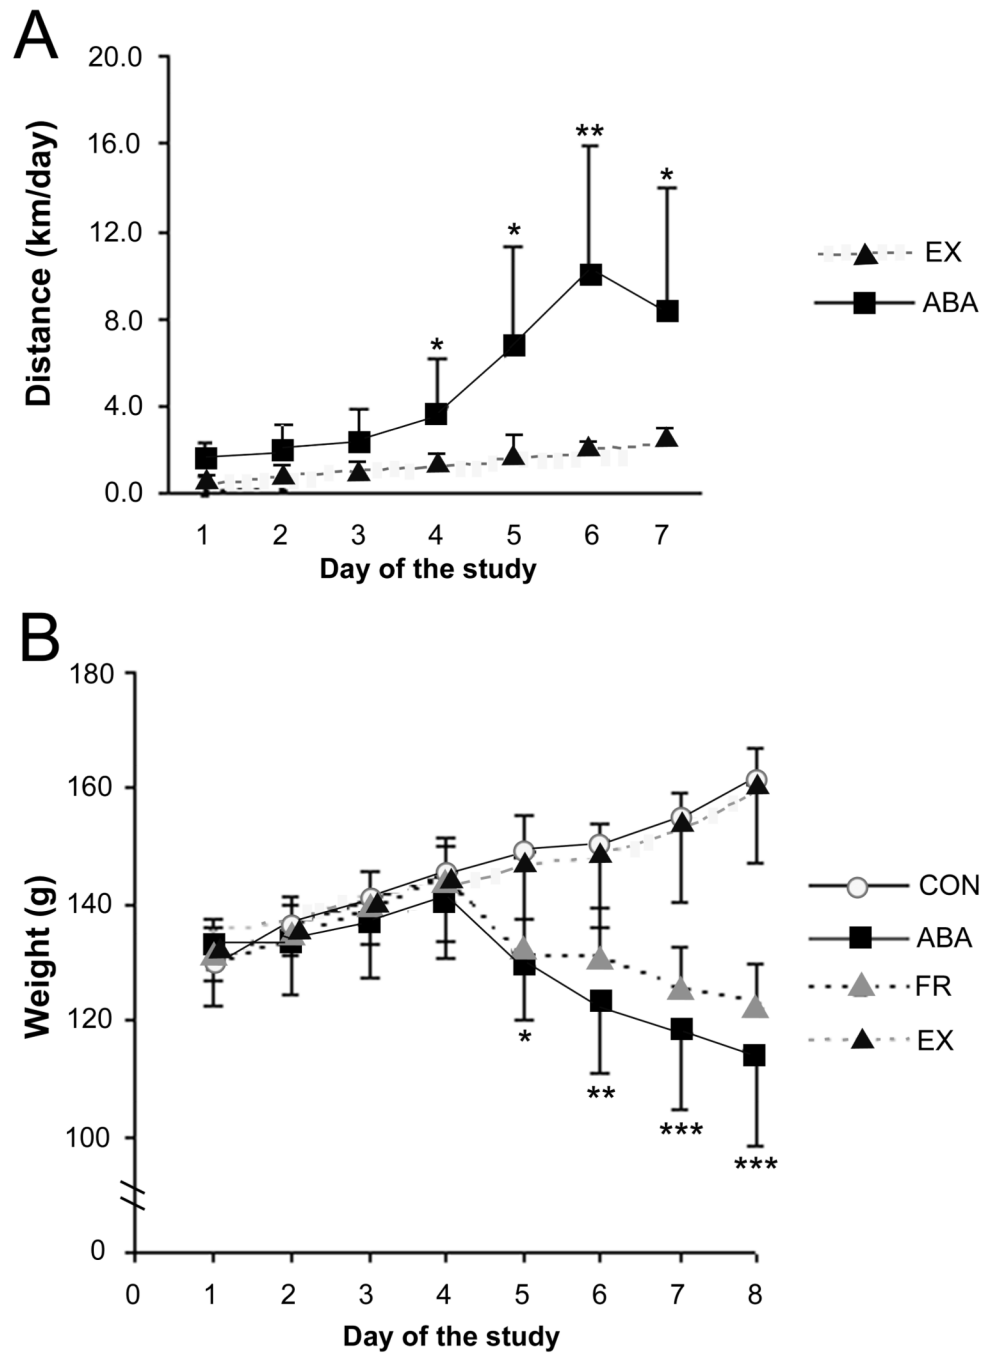 A
20.0
16.0
12.0
8.0
4.0
0.0
Distance (km/day)
*
*
**
*
EX
ABA
1 2 3 4 5 6 7
Day of the study
B
180
160
140
120
100
0
Weight (g)
*
**
***
***
CON
ABA
FR
EX
0 1 2 3 4 5 6 7 8
Day of the study